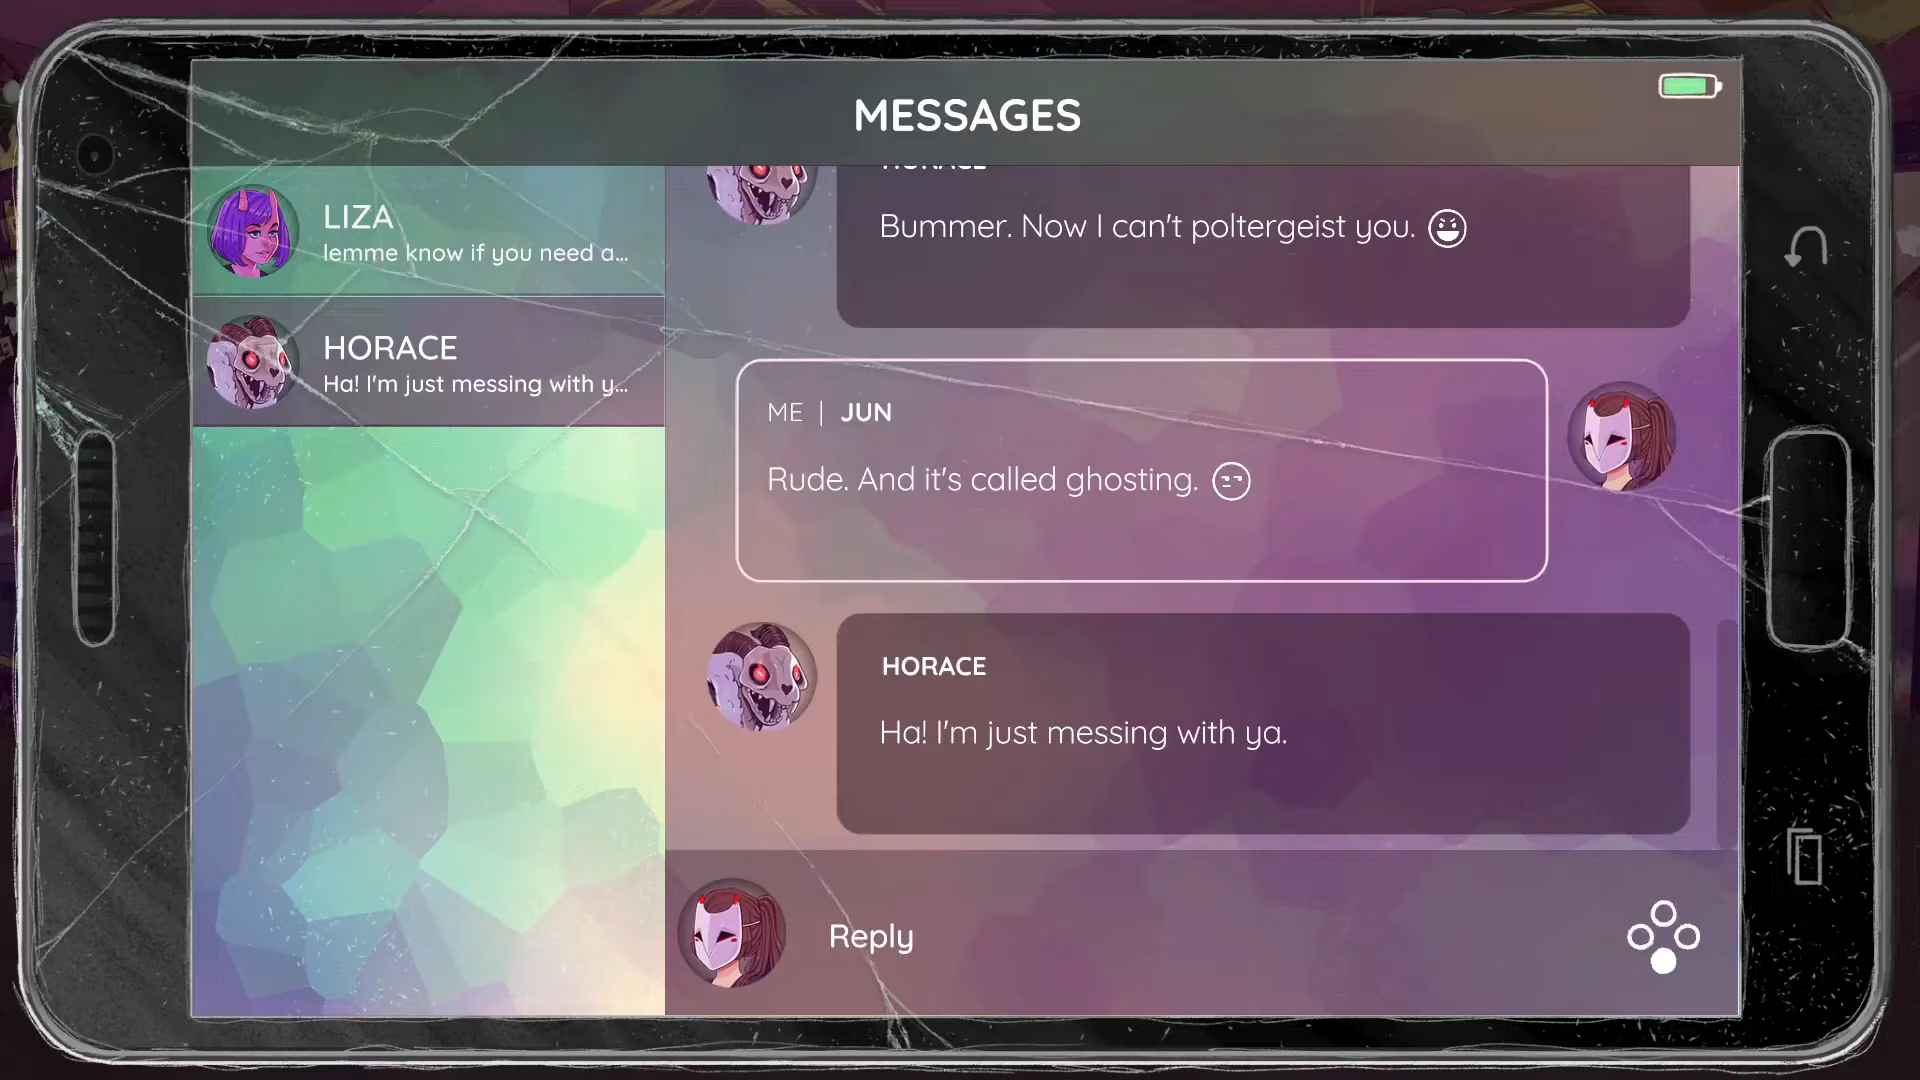 MESSAGES
LIZA
lemme know if you need a...
HORACE
Ha! I'm just messing with y...
HORACE
Bummer. Now I can't poltergeist you.
ME | JUN
Rude. And it's called ghosting.
HORACE
Ha! I'm just messing with ya.
Reply